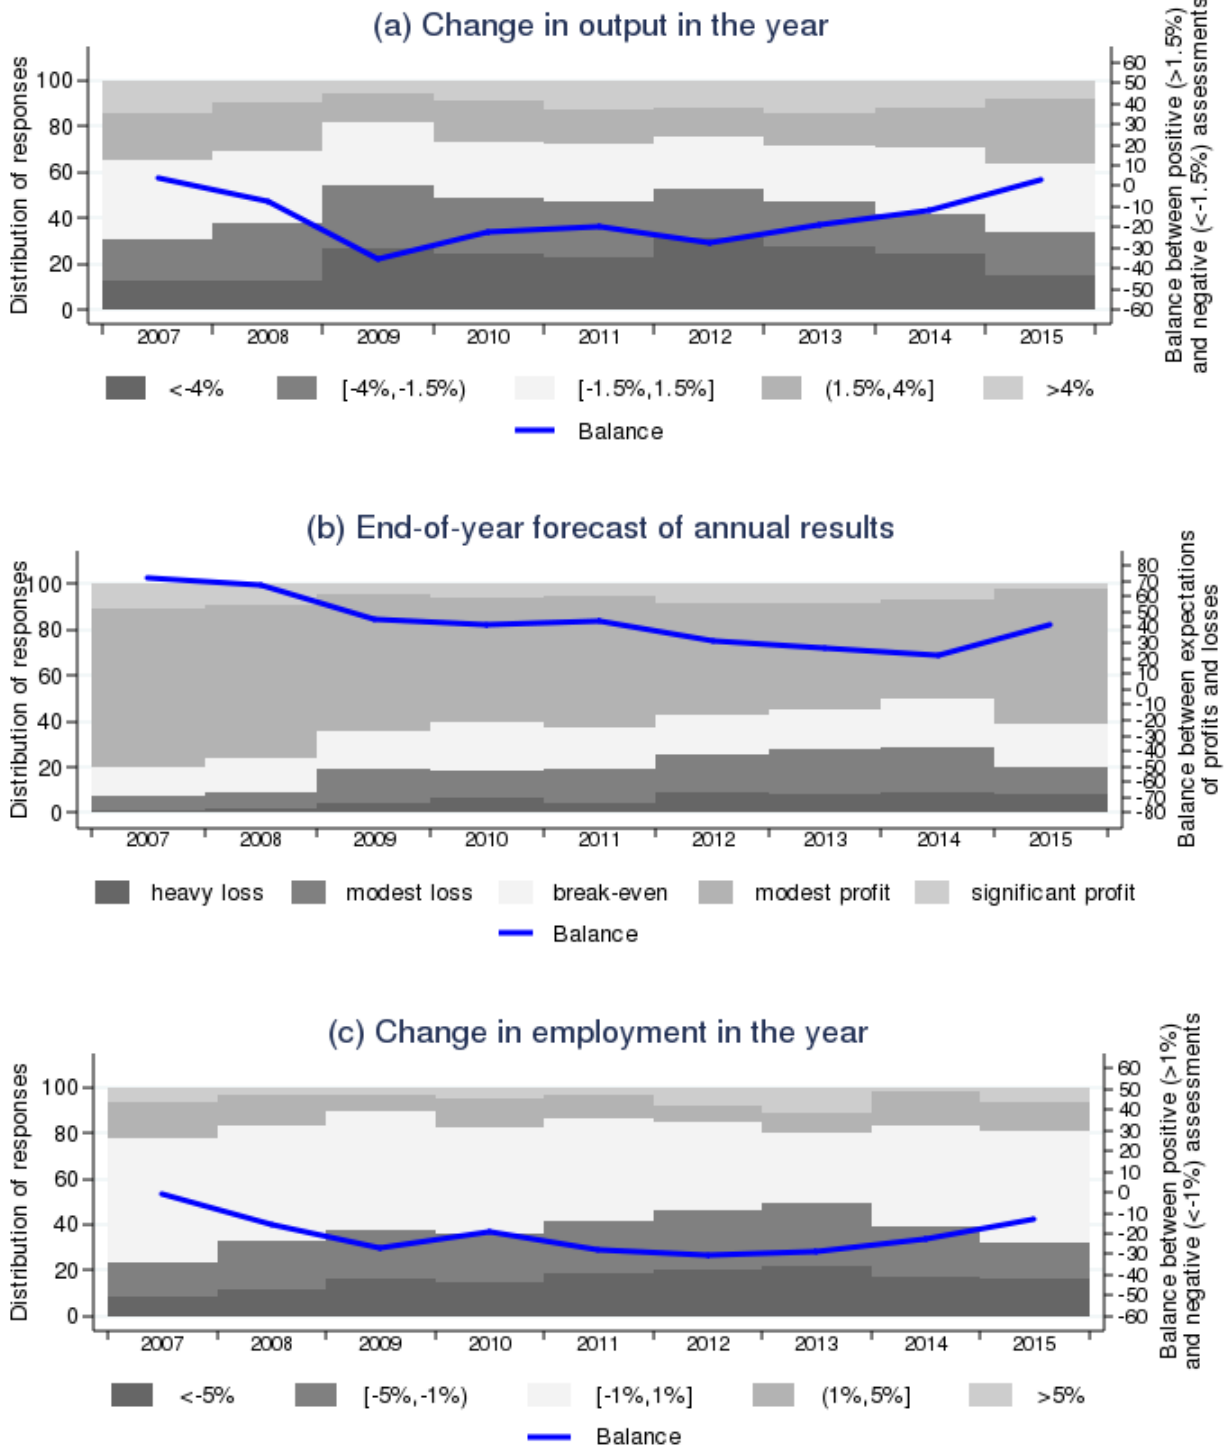 (a) Change in output in the year
Distribution of responses
100
80
60
40
20
0
60
50
40
30
20
10
0
-10
-20
-30
-40
-50
-60
Balance between positive (>1.5%)
and negative (<-1.5%) assessments
2007 2008 2009 2010 2011 2012 2013 2014 2015
<-4% [-4%,-1.5%) [-1.5%,1.5%] (1.5%,4%] >4%
Balance
(b) End-of-year forecast of annual results
Distribution of responses
100
80
60
40
20
0
80
70
60
50
40
30
20
10
0
-10
-20
-30
-40
-50
-60
-70
-80
Balance between expectations
of profits and losses
2007 2008 2009 2010 2011 2012 2013 2014 2015
heavy loss modest loss break-even modest profit significant profit
Balance
(c) Change in employment in the year
Distribution of responses
100
80
60
40
20
0
60
50
40
30
20
10
0
-10
-20
-30
-40
-50
-60
Balance between positive (>1%)
and negative (<-1%) assessments
2007 2008 2009 2010 2011 2012 2013 2014 2015
<-5% [-5%,-1%) [-1%,1%] (1%,5%] >5%
Balance